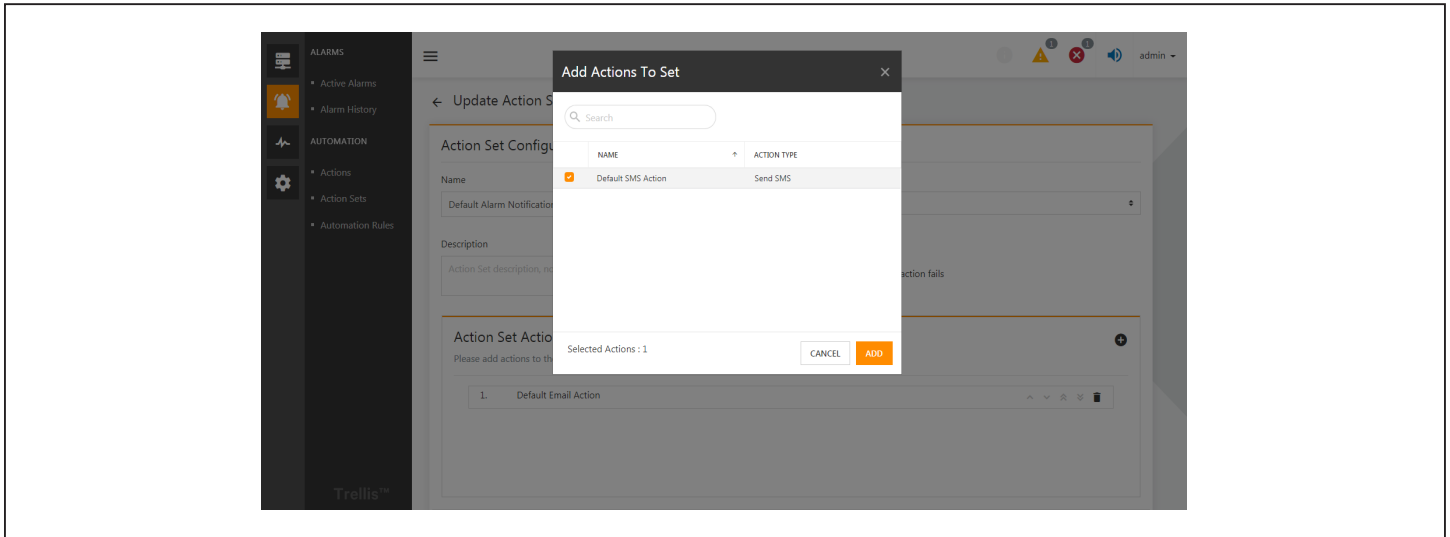 ALARMS
Active Alarms
Alarm History
AUTOMATION
Actions
Action Sets
Automation Rules
Trellis™
1
1
admin
Update Action S
Action Set Configu
Name
Default Alarm Notification
Description
Action Set description, no
action fails
Action Set Actio
Please add actions to th
1. Default Email Action
Add Actions To Set
Search
NAME ACTION TYPE
Default SMS Action Send SMS
Selected Actions : 1
CANCEL ADD